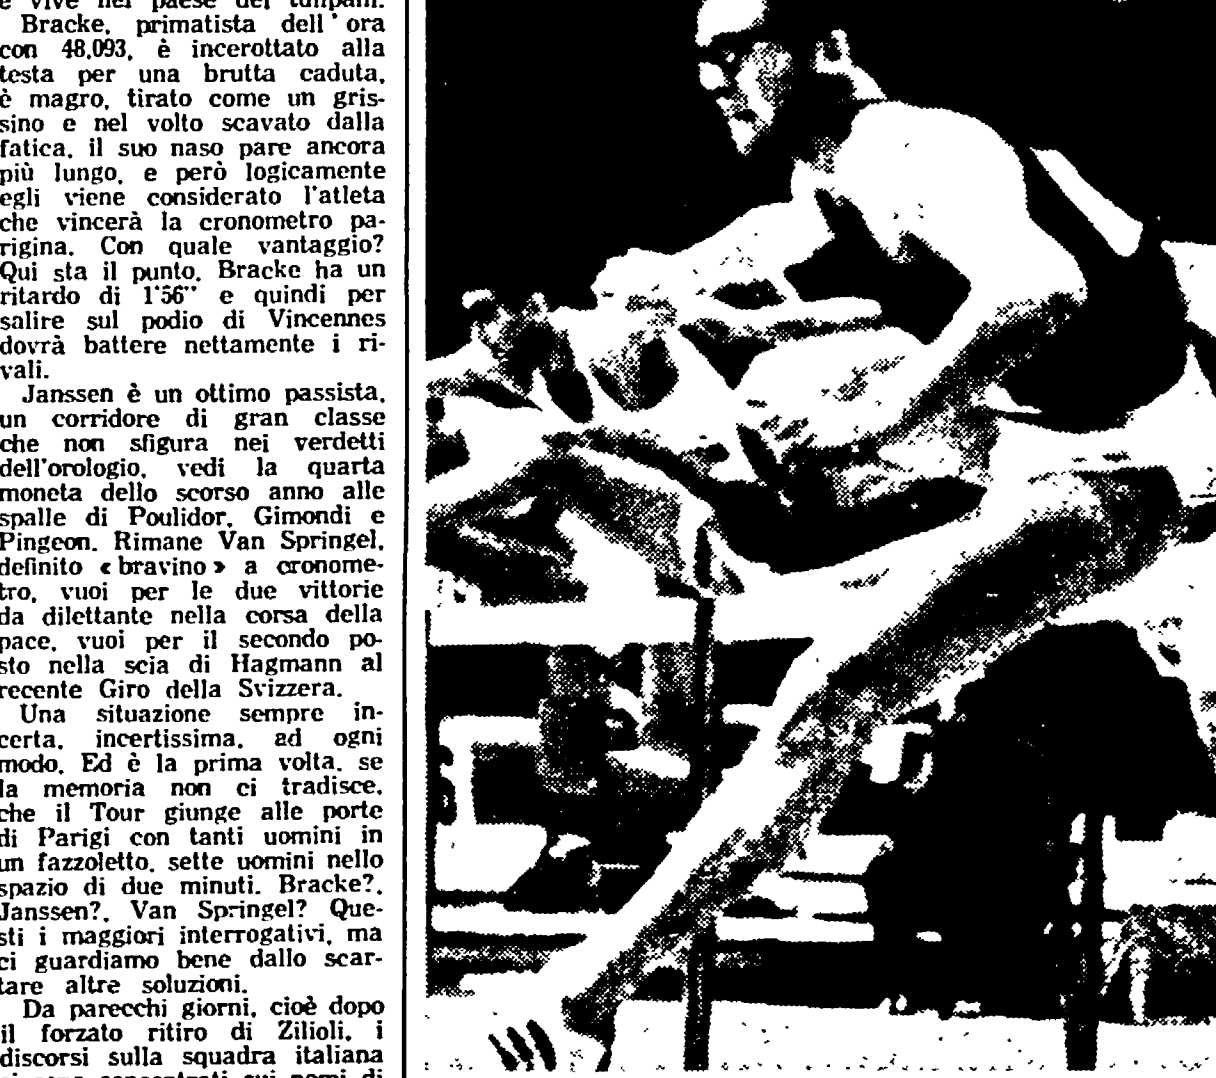 e vive nel paese dei tulipani.
Bracke, primatista dell'ora
con 48,093, è incerottato alla
testa per una brutta caduta,
è magro, tirato come un gris-
sino e nel volto scavato dalla
fatica, il suo naso pare ancora
più lungo, e però logicamente
egli viene considerato l'atleta
che vincerà la cronometro pa-
rigina. Con quale vantaggio?
Qui sta il punto. Bracke ha un
ritardo di 1'56" e quindi per
salire sul podio di Vincennes
dovrà battere nettamente i ri-
vali.
Janssen è un ottimo passista,
un corridore di gran classe
che non sfigura nei verdetti
dell'orologio, vedi la quarta
moneta dello scorso anno alle
spalle di Poulidor, Gimondi e
Pingeon. Rimane Van Springel,
definito « bravino » a cronome-
tro, vuoi per le due vittorie
da dilettante nella corsa della
pace, vuoi per il secondo po-
sto nella scia di Hagmann al
recente Giro della Svizzera.
Una situazione sempre in-
certa, incertissima, ad ogni
modo. Ed è la prima volta, se
la memoria non ci tradisce,
che il Tour giunge alle porte
di Parigi con tanti uomini in
un fazzoletto, sette uomini nello
spazio di due minuti. Bracke?,
Janssen?, Van Springel? Que-
sti i maggiori interrogativi, ma
ci guardiamo bene dallo scar-
tare altre soluzioni.
Da parecchi giorni, cioè dopo
il forzato ritiro di Zilioli, i
discorsi sulla squadra italiana